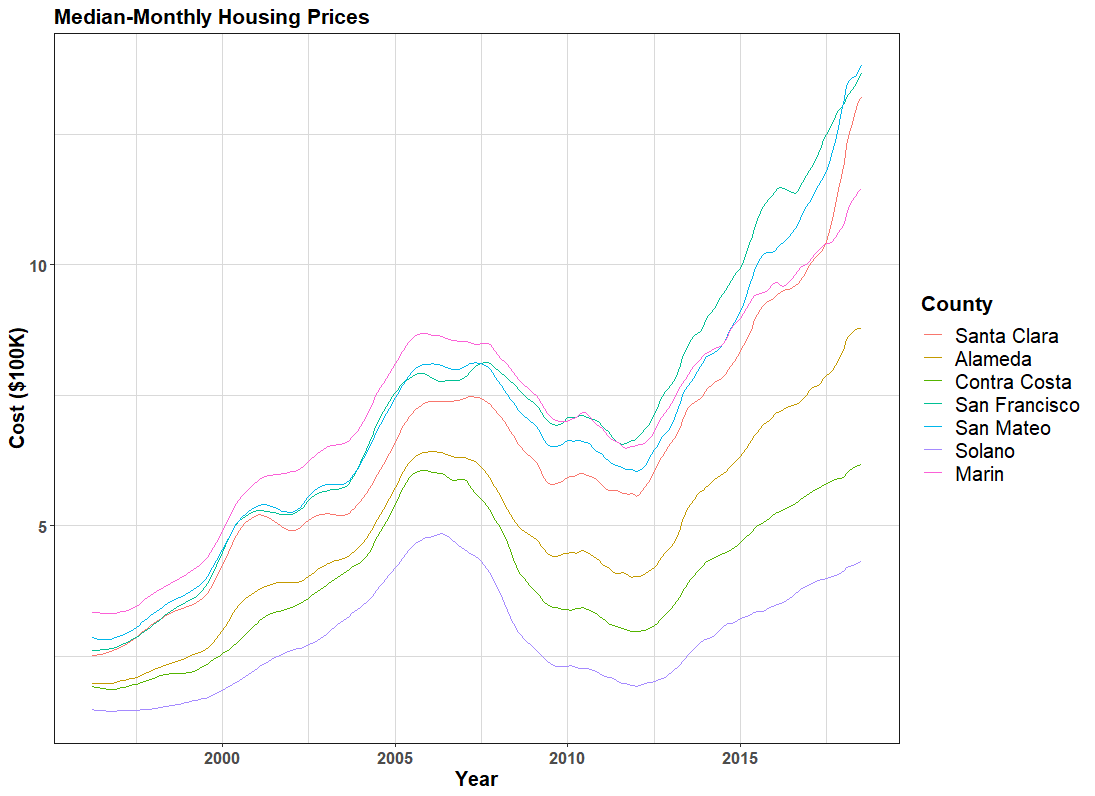 Median-Monthly Housing Prices
10
5
Cost ($100K)
2000
2005
2010
2015
Year
County
Santa Clara
Alameda
Contra Costa
San Francisco
San Mateo
Solano
Marin